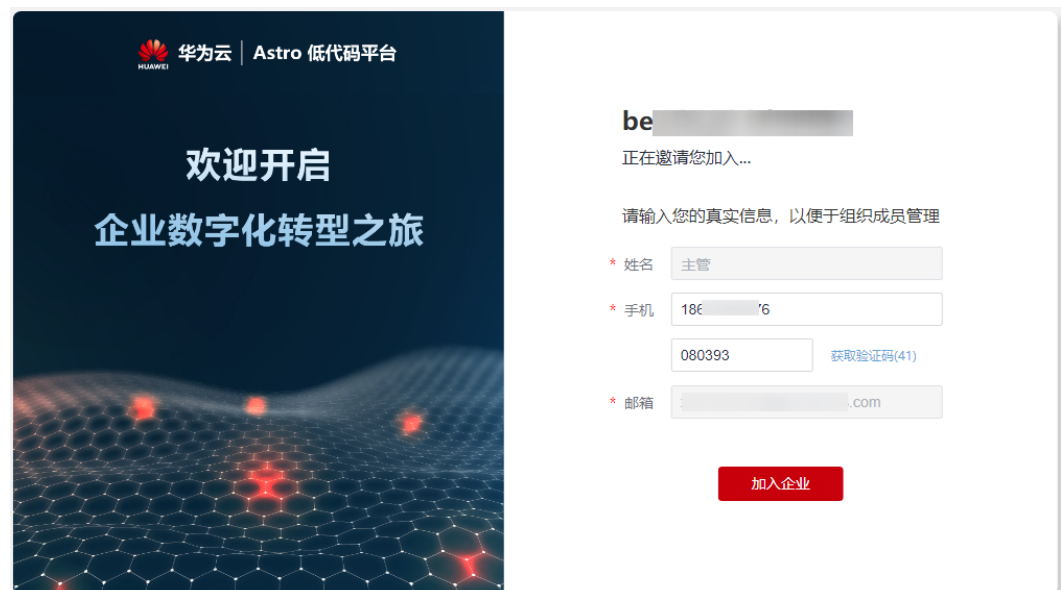 HUAWEI 华为云 Astro 低代码平台
欢迎开启
企业数字化转型之旅
be
正在邀请您加入...
请输入您的真实信息，以便于组织成员管理
* 姓名 主管
* 手机 186 76
080393 获取验证码(41)
* 邮箱 .com
加入企业